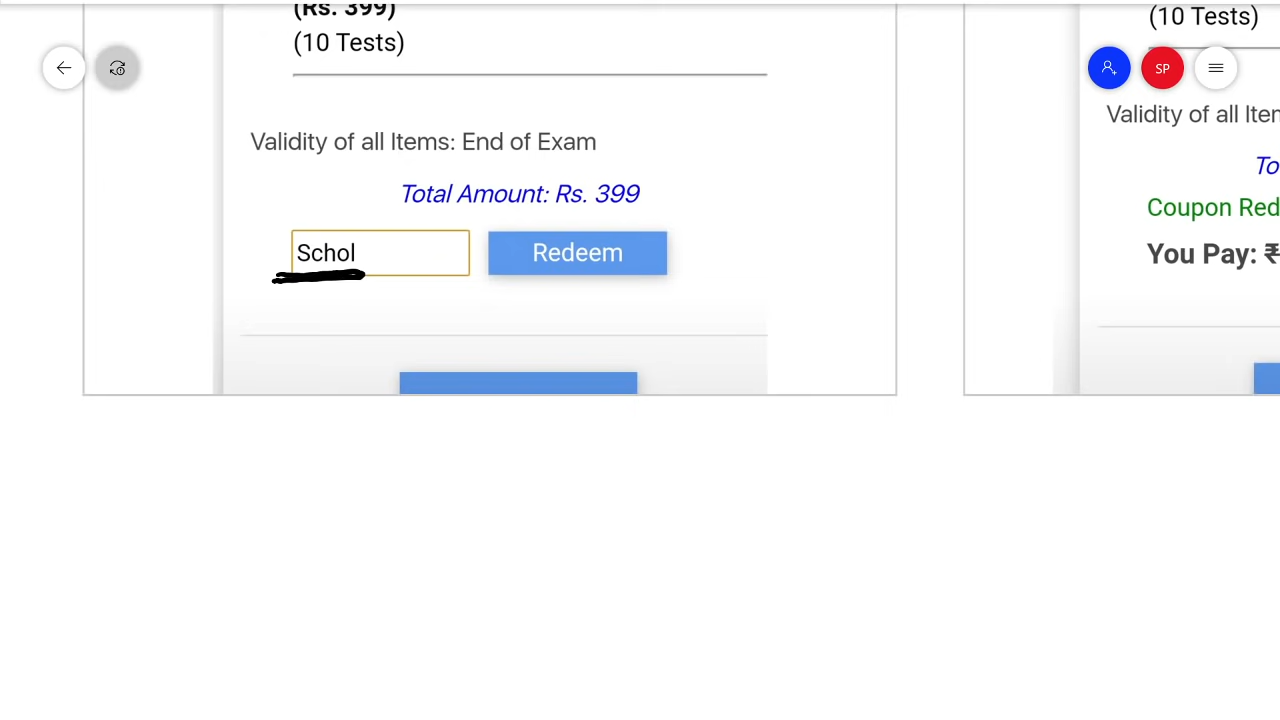 (Rs. 399)
(10 Tests)
Validity of all Items: End of Exam
Total Amount: Rs. 399
Schol
Redeem
(10 Tests)
SP
Validity of all Iten
To
Coupon Red
You Pay: ₹